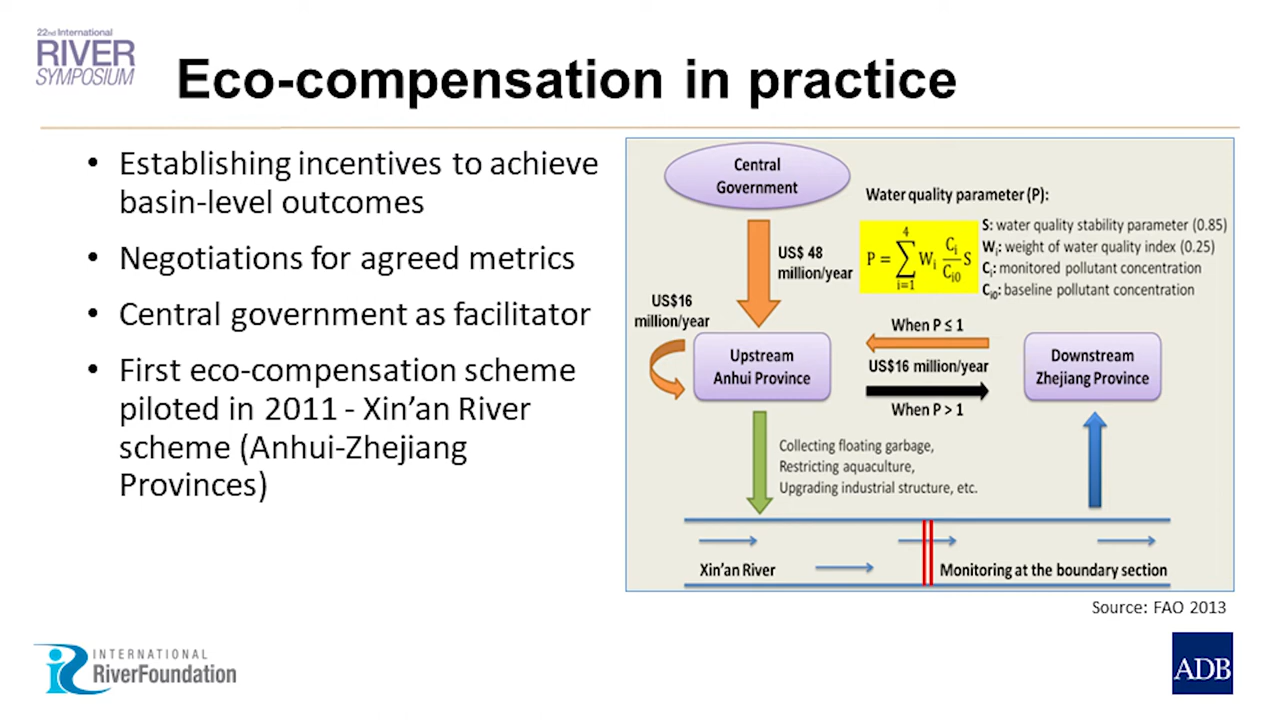 22nd International
RIVER
SYMPOSIUM
Eco-compensation in practice
• Establishing incentives to achieve
basin-level outcomes
• Negotiations for agreed metrics
• Central government as facilitator
• First eco-compensation scheme
piloted in 2011 - Xin’an River
scheme (Anhui-Zhejiang
Provinces)
Central
Government
US$ 48
million/year
Water quality parameter (P):
P = 4 ∑ i=1 Wi Ci/Ci0 S
S: water quality stability parameter (0.85)
Wi: weight of water quality index (0.25)
Ci: monitored pollutant concentration
Ci0: baseline pollutant concentration
US$16
million/year
Upstream
Anhui Province
When P ≤ 1
US$16 million/year
When P > 1
Downstream
Zhejiang Province
Collecting floating garbage,
Restricting aquaculture,
Upgrading industrial structure, etc.
Xin’an River
Monitoring at the boundary section
Source: FAO 2013
INTERNATIONAL
RiverFoundation
ADB